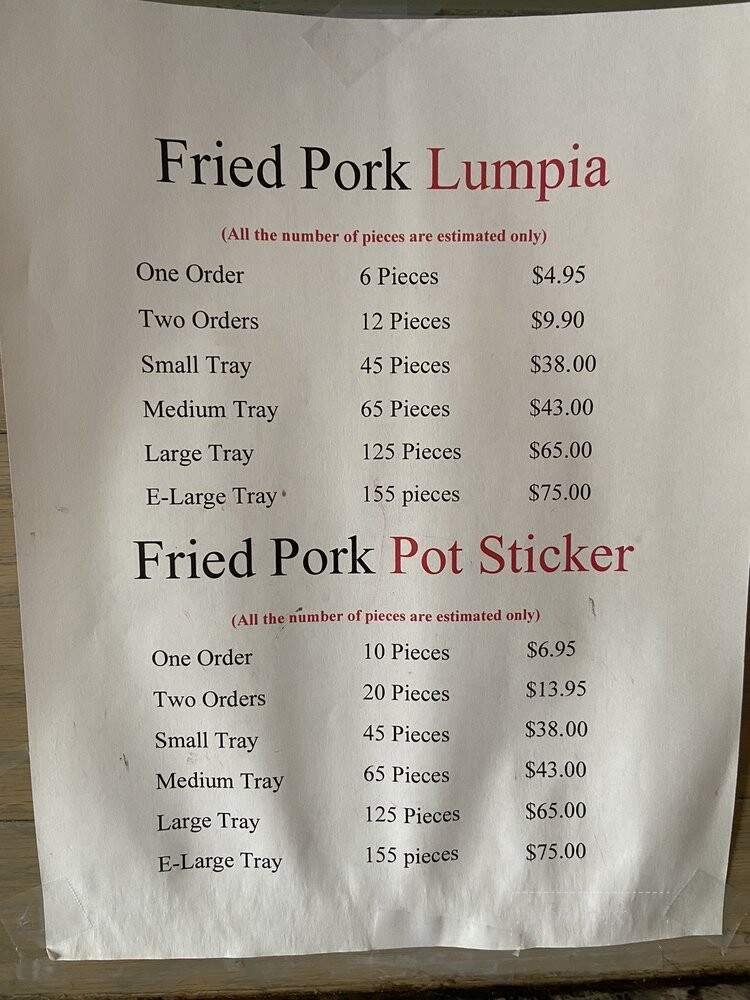 Fried Pork Lumpia
(All the number of pieces are estimated only)
One Order 6 Pieces $4.95
Two Orders 12 Pieces $9.90
Small Tray 45 Pieces $38.00
Medium Tray 65 Pieces $43.00
Large Tray 125 Pieces $65.00
E-Large Tray 155 pieces $75.00
Fried Pork Pot Sticker
(All the number of pieces are estimated only)
One Order 10 Pieces $6.95
Two Orders 20 Pieces $13.95
Small Tray 45 Pieces $38.00
Medium Tray 65 Pieces $43.00
Large Tray 125 Pieces $65.00
E-Large Tray 155 pieces $75.00